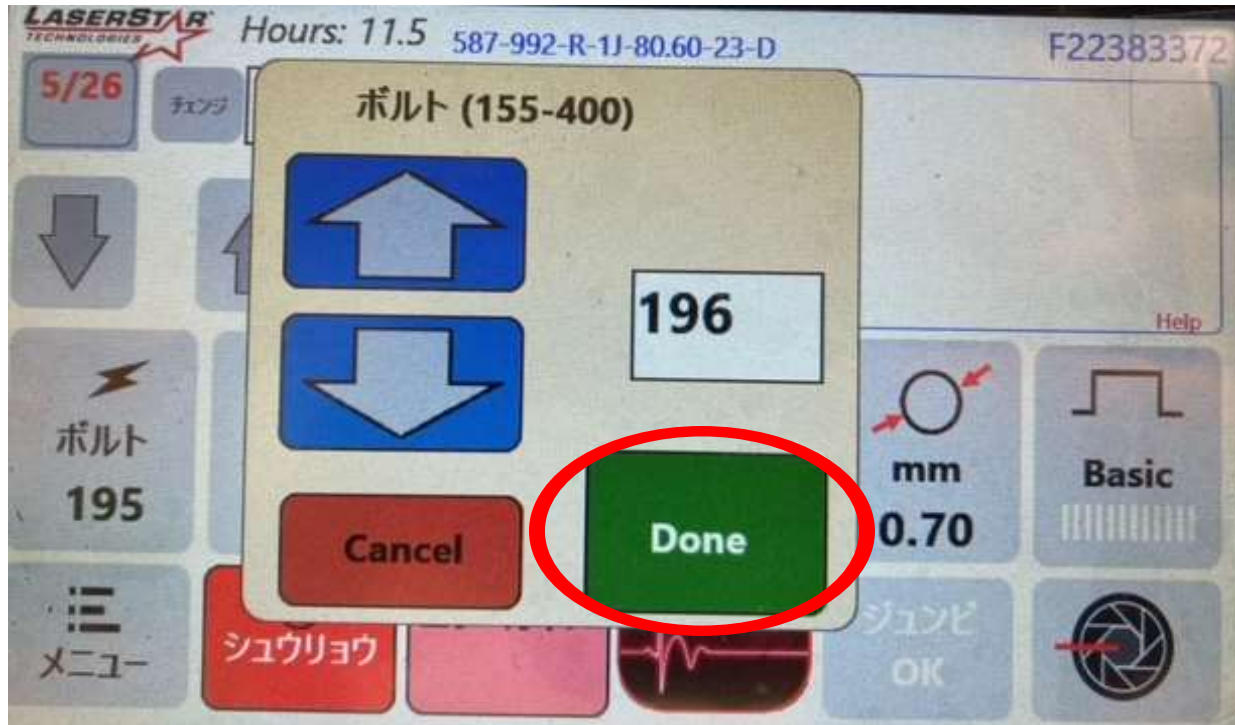 LASERSTAR
TECHNOLOGIES
Hours: 11.5
587-992-R-1J-80.60-23-D
F22383372
5/26
チェンジ
ボルト (155-400)
196
Help
ボルト
195
Cancel
Done
mm
0.70
Basic
メニュー
シュウリョウ
ジュンビ
OK